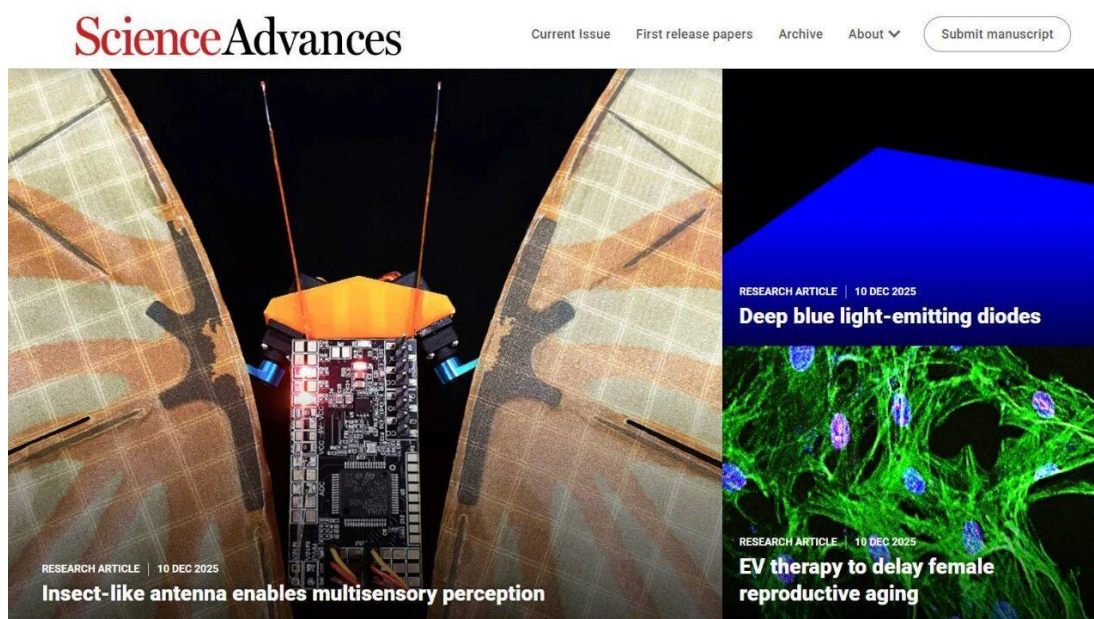 ScienceAdvances
Current Issue
First release papers
Archive
About
Submit manuscript
RESEARCH ARTICLE | 10 DEC 2025
Insect-like antenna enables multisensory perception
RESEARCH ARTICLE | 10 DEC 2025
Deep blue light-emitting diodes
RESEARCH ARTICLE | 10 DEC 2025
EV therapy to delay female
reproductive aging